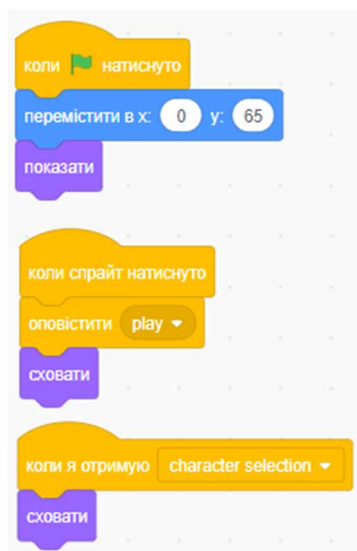 коли натиснуто
перемістити в x: 0 y: 65
показати
коли спрайт натиснуто
оповістити play
сховати
коли я отримую character selection
сховати